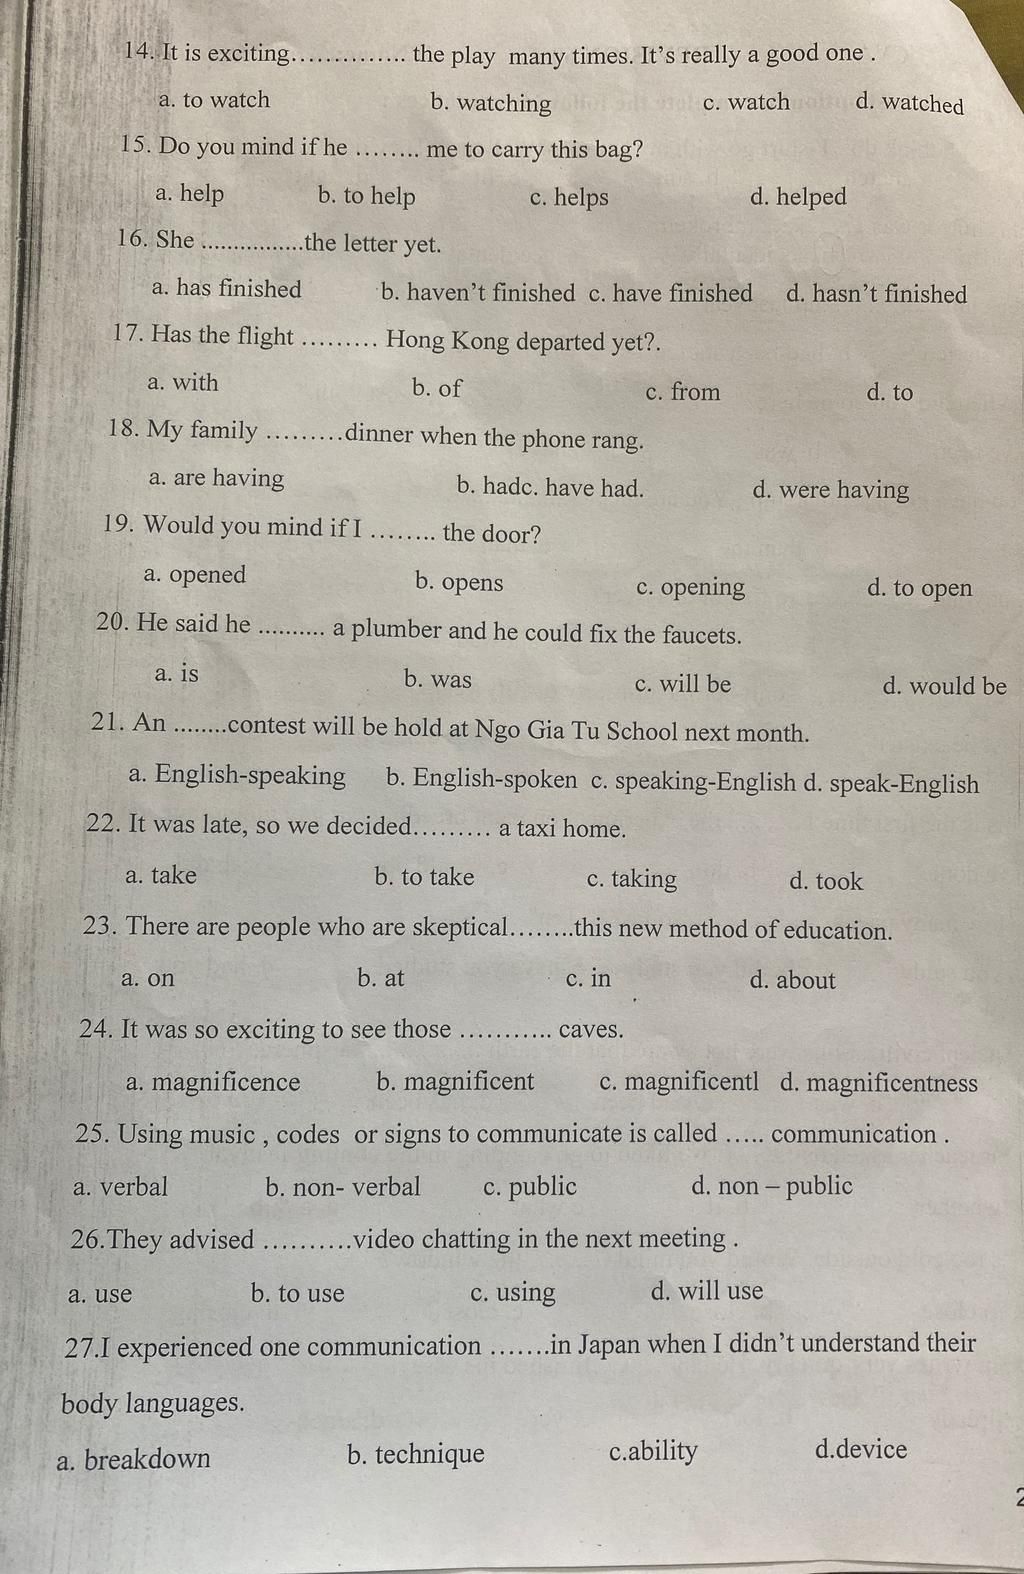 14. It is exciting.............. the play many times. It's really a good one .
a. to watch b. watching c. watch d. watched
15. Do you mind if he ........ me to carry this bag?
a. help b. to help c. helps d. helped
16. She ................the letter yet.
a. has finished b. haven't finished c. have finished d. hasn't finished
17. Has the flight ......... Hong Kong departed yet?.
a. with b. of c. from d. to
18. My family .........dinner when the phone rang.
a. are having b. hadc. have had. d. were having
19. Would you mind if I ........ the door?
a. opened b. opens c. opening d. to open
20. He said he .......... a plumber and he could fix the faucets.
a. is b. was c. will be d. would be
21. An ........contest will be hold at Ngo Gia Tu School next month.
a. English-speaking b. English-spoken c. speaking-English d. speak-English
22. It was late, so we decided......... a taxi home.
a. take b. to take c. taking d. took
23. There are people who are skeptical........this new method of education.
a. on b. at c. in d. about
24. It was so exciting to see those ........... caves.
a. magnificence b. magnificent c. magnificentl d. magnificentness
25. Using music , codes or signs to communicate is called ..... communication .
a. verbal b. non- verbal c. public d. non – public
26.They advised ..........video chatting in the next meeting .
a. use b. to use c. using d. will use
27.I experienced one communication .......in Japan when I didn't understand their
body languages.
a. breakdown b. technique c.ability d.device
2